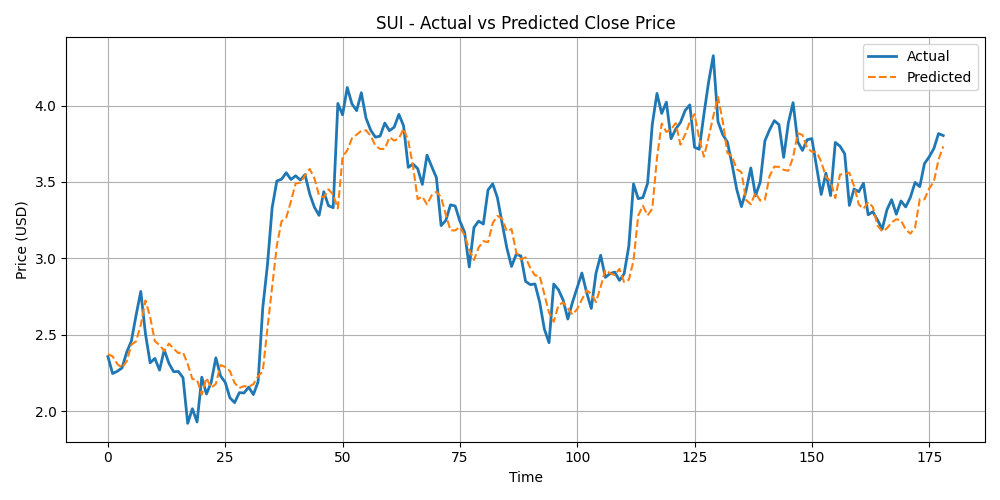 SUI - Actual vs Predicted Close Price
Actual
Predicted
Price (USD)
4.0
3.5
3.0
2.5
2.0
0 25 50 75 100 125 150 175
Time